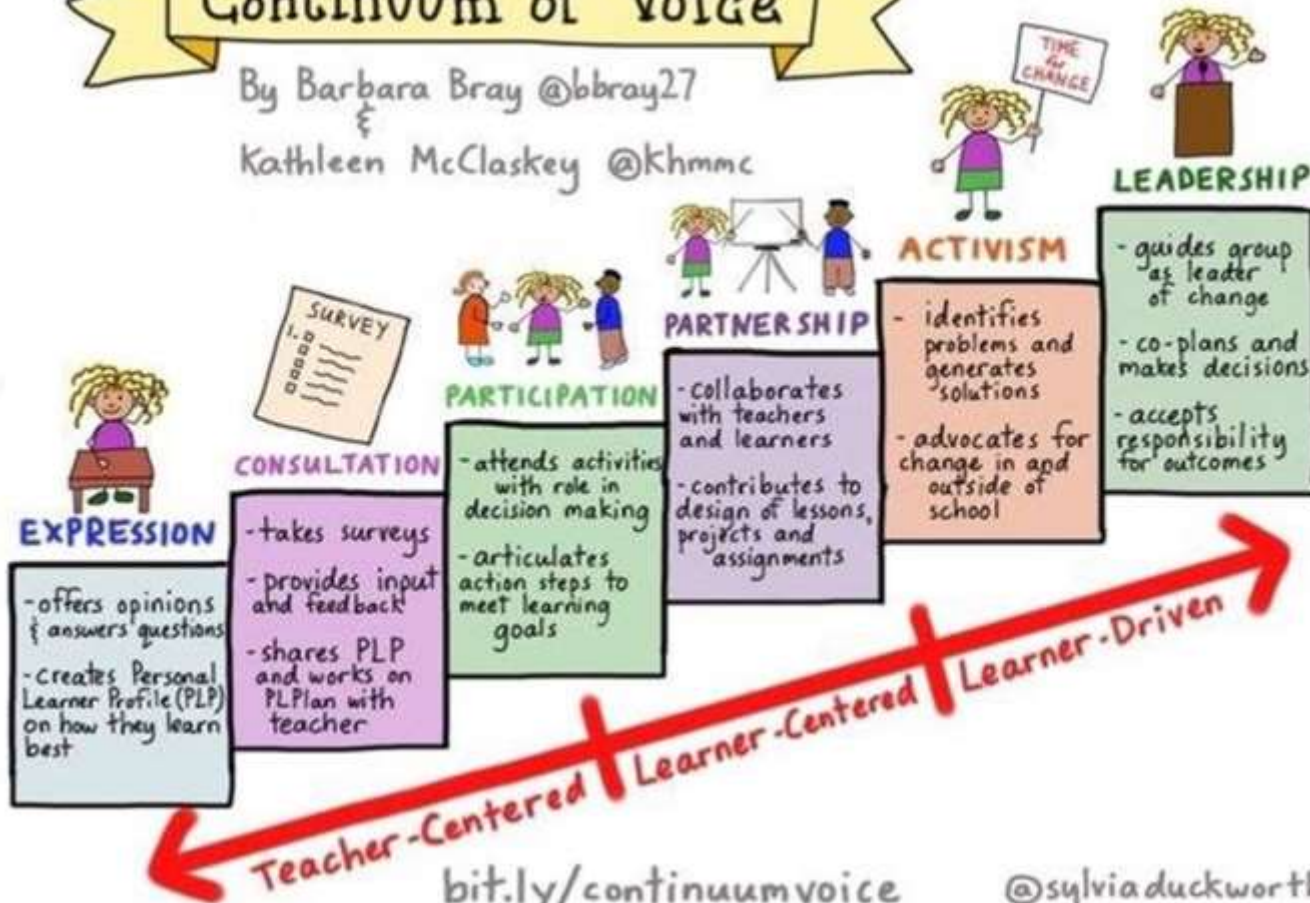 Continuum of Voice
By Barbara Bray @bbray27
&
Kathleen McClaskey @khmmc
EXPRESSION
- offers opinions
& answers questions
- creates Personal
Learner Profile (PLP)
on how they learn
best
SURVEY
1.
CONSULTATION
- takes surveys
- provides input
and feedback
- shares PLP
and works on
PLPlan with
teacher
PARTICIPATION
- attends activities
with role in
decision making
- articulates
action steps to
meet learning
goals
PARTNERSHIP
- collaborates
with teachers
and learners
- contributes to
design of lessons,
projects and
assignments
TIME
for
CHANGE
ACTIVISM
- identifies
problems and
generates
solutions
- advocates for
change in and
outside of
school
LEADERSHIP
- guides group
as leader
of change
- co-plans and
makes decisions
- accepts
responsibility
for outcomes
Teacher-Centered
Learner-Centered
Learner-Driven
bit.ly/continuumvoice
@sylviaduckworth